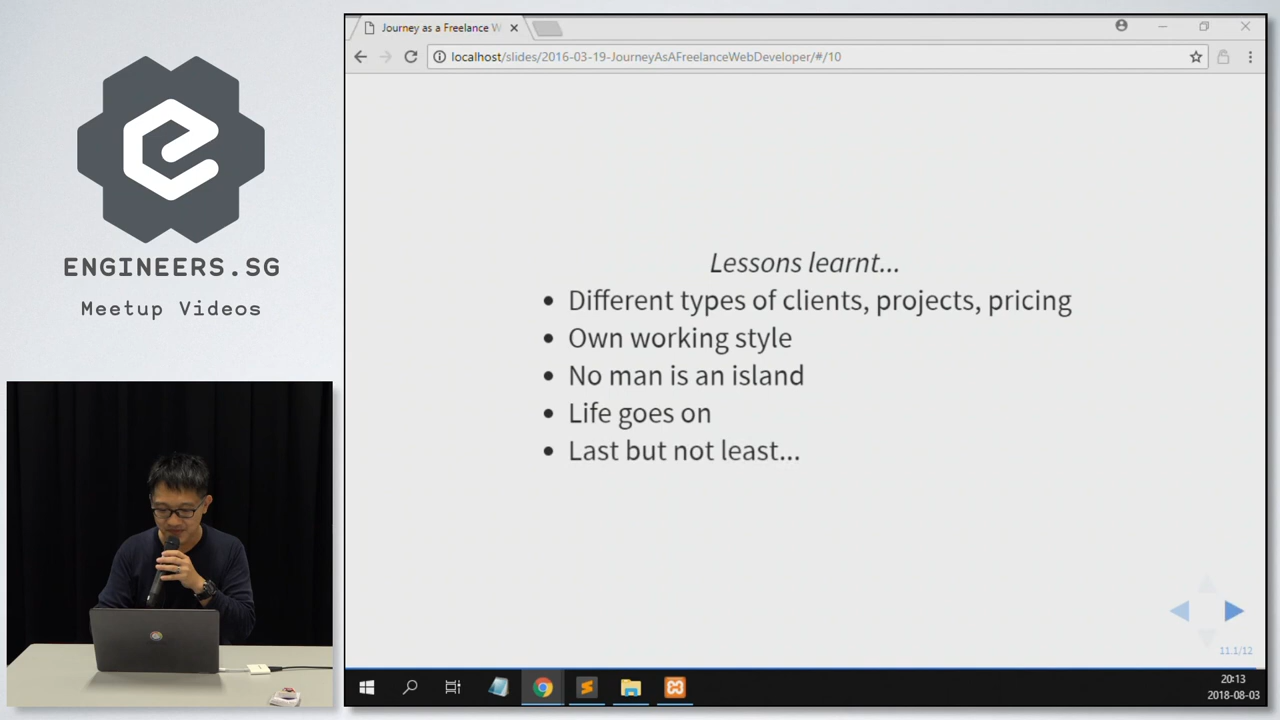 ENGINEERS.SG
Meetup Videos
Journey as a Freelance W
localhost/slides/2016-03-19-JourneyAsAFreelanceWebDeveloper/#/10
Lessons learnt...
• Different types of clients, projects, pricing
• Own working style
• No man is an island
• Life goes on
• Last but not least...
11.1/12
20:13
2018-08-03